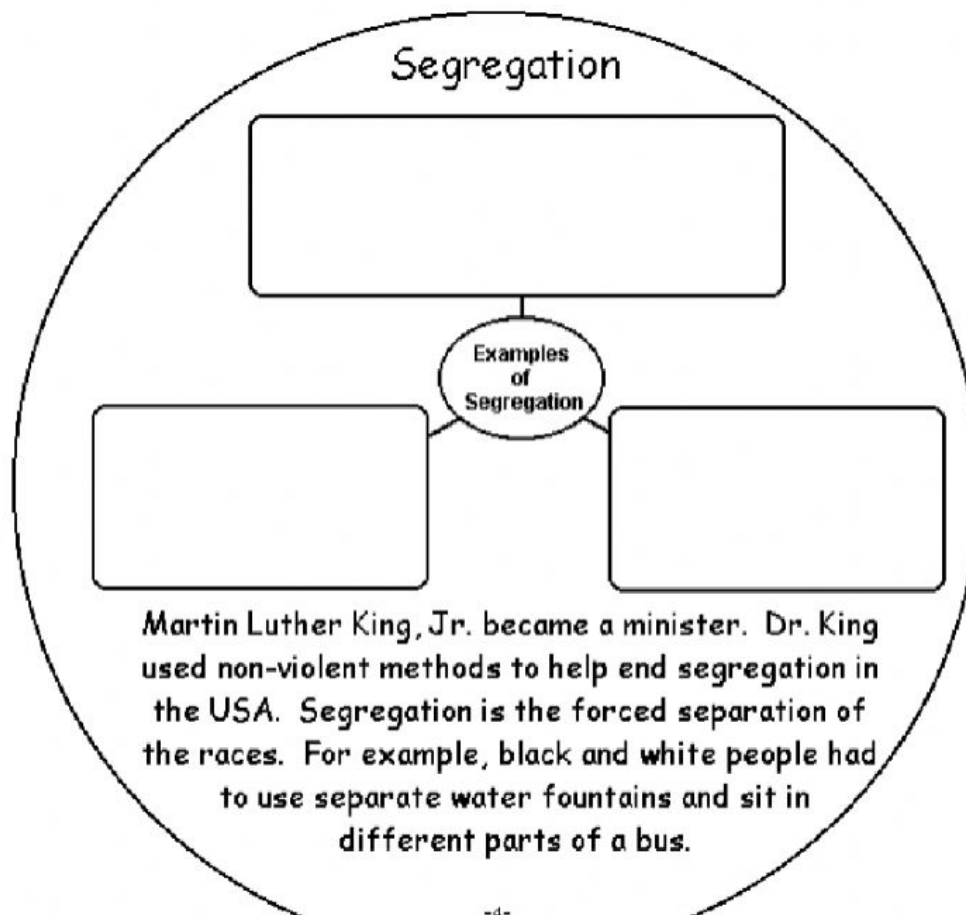 Segregation
Examples
of
Segregation
Martin Luther King, Jr. became a minister. Dr. King
used non-violent methods to help end segregation in
the USA. Segregation is the forced separation of
the races. For example, black and white people had
to use separate water fountains and sit in
different parts of a bus.
-4-